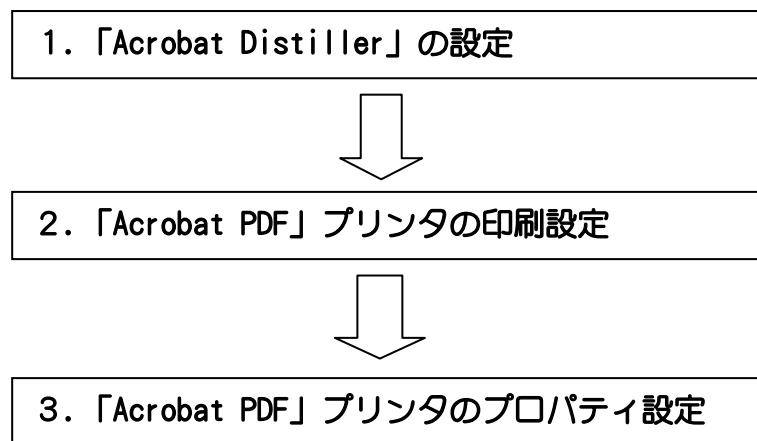 １．「Acrobat Distiller」の設定
２．「Acrobat PDF」プリンタの印刷設定
３．「Acrobat PDF」プリンタのプロパティ設定